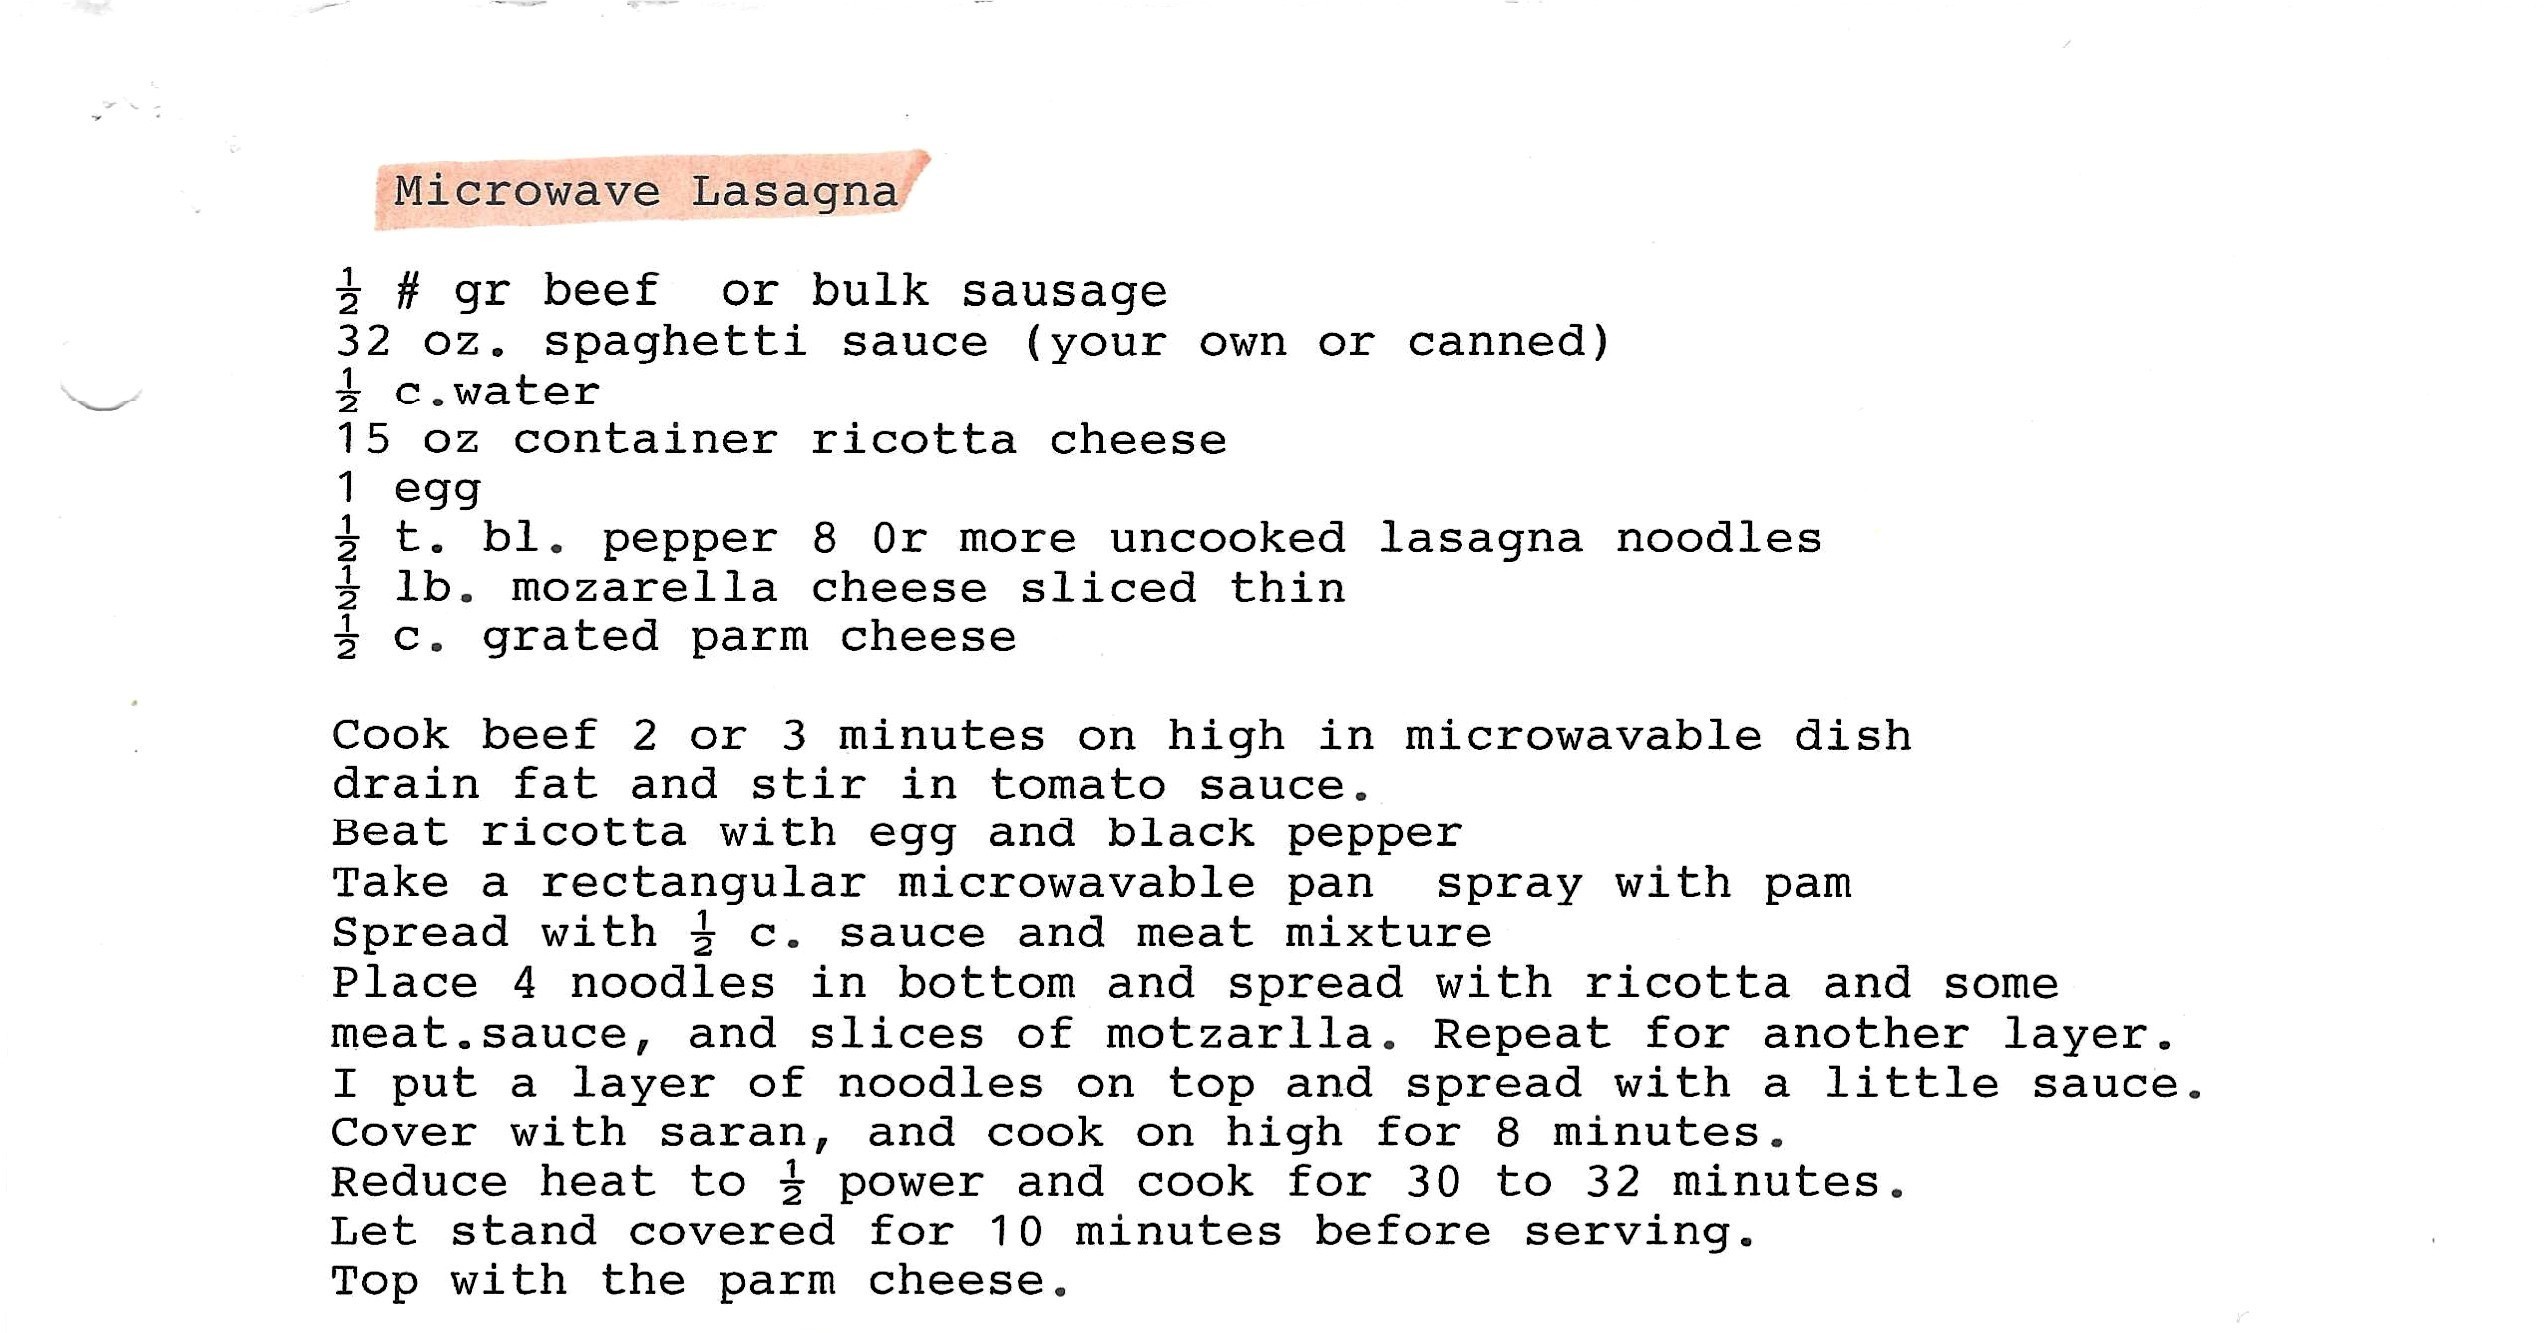 Microwave Lasagna
½ # gr beef  or bulk sausage
32 oz. spaghetti sauce (your own or canned)
½ c.water
15 oz container ricotta cheese
1 egg
½ t. bl. pepper 8 0r more uncooked lasagna noodles
½ lb. mozarella cheese sliced thin
½ c. grated parm cheese
Cook beef 2 or 3 minutes on high in microwavable dish
drain fat and stir in tomato sauce.
Beat ricotta with egg and black pepper
Take a rectangular microwavable pan  spray with pam
Spread with ½ c. sauce and meat mixture
Place 4 noodles in bottom and spread with ricotta and some
meat.sauce, and slices of motzarlla. Repeat for another layer.
I put a layer of noodles on top and spread with a little sauce.
Cover with saran, and cook on high for 8 minutes.
Reduce heat to ½ power and cook for 30 to 32 minutes.
Let stand covered for 10 minutes before serving.
Top with the parm cheese.